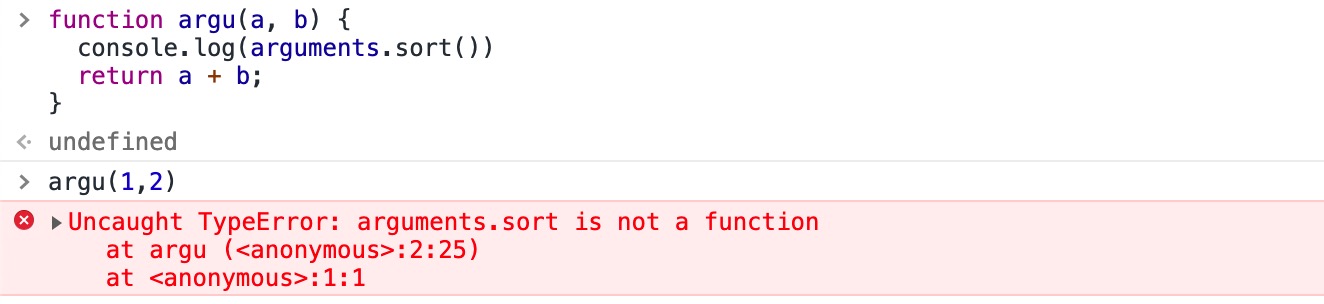 > function argu(a, b) {
console.log(arguments.sort())
return a + b;
}
undefined
> argu(1,2)
Uncaught TypeError: arguments.sort is not a function
at argu (<anonymous>:2:25)
at <anonymous>:1:1